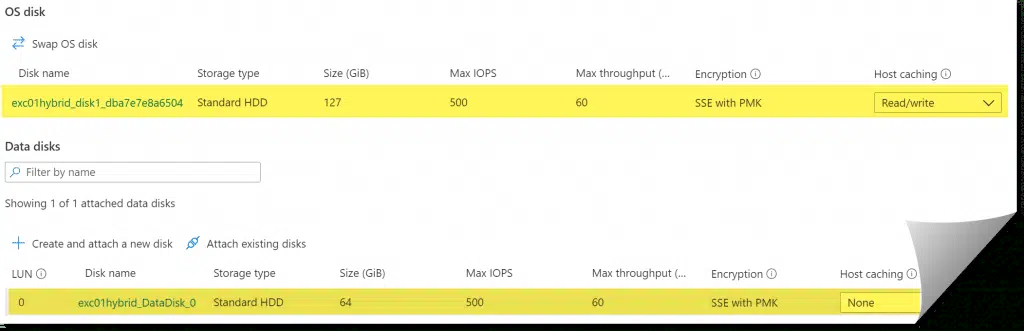 OS disk
Swap OS disk
Disk name Storage type Size (GiB) Max IOPS Max throughput (... Encryption Host caching
exc01hybrid_disk1_dba7e7e8a6504 Standard HDD 127 500 60 SSE with PMK Read/write
Data disks
Filter by name
Showing 1 of 1 attached data disks
Create and attach a new disk Attach existing disks
LUN Disk name Storage type Size (GiB) Max IOPS Max throughput (... Encryption Host caching
0 exc01hybrid_DataDisk_0 Standard HDD 64 500 60 SSE with PMK None